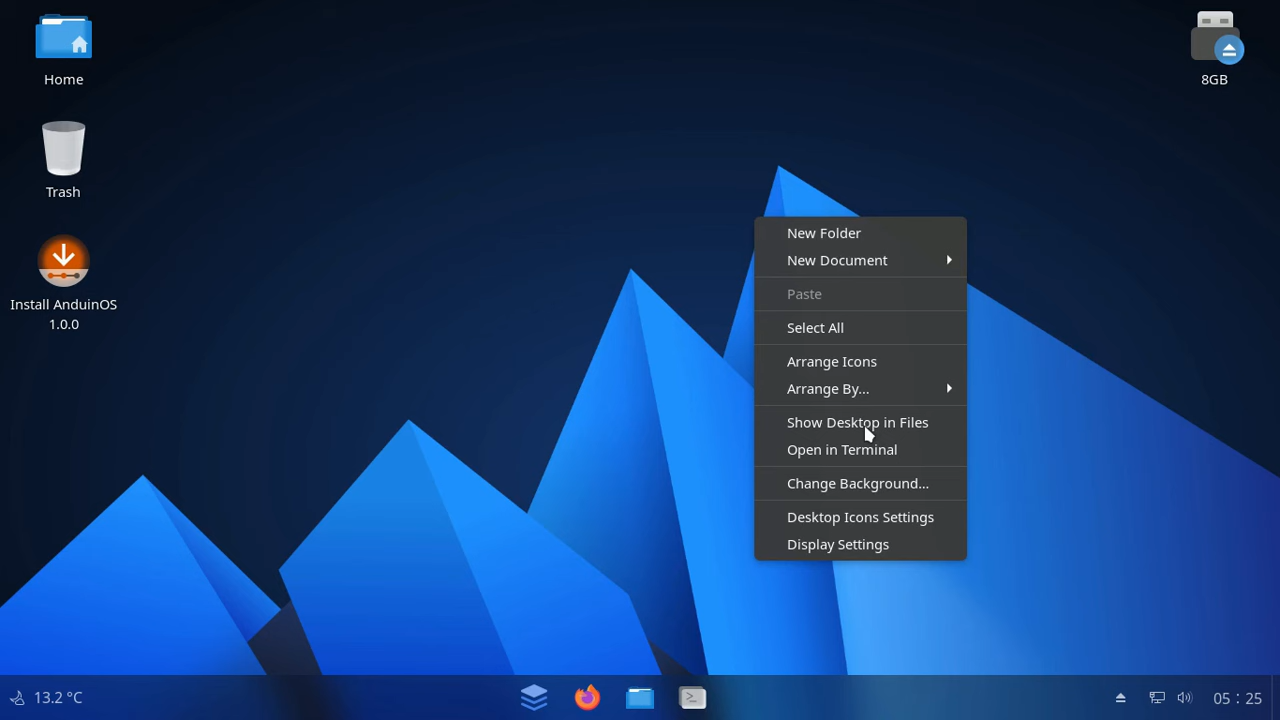 Home
8GB
Trash
Install AnduinOS
1.0.0
New Folder
New Document
Paste
Select All
Arrange Icons
Arrange By...
Show Desktop in Files
Open in Terminal
Change Background...
Desktop Icons Settings
Display Settings
13.2 °C
05 : 25